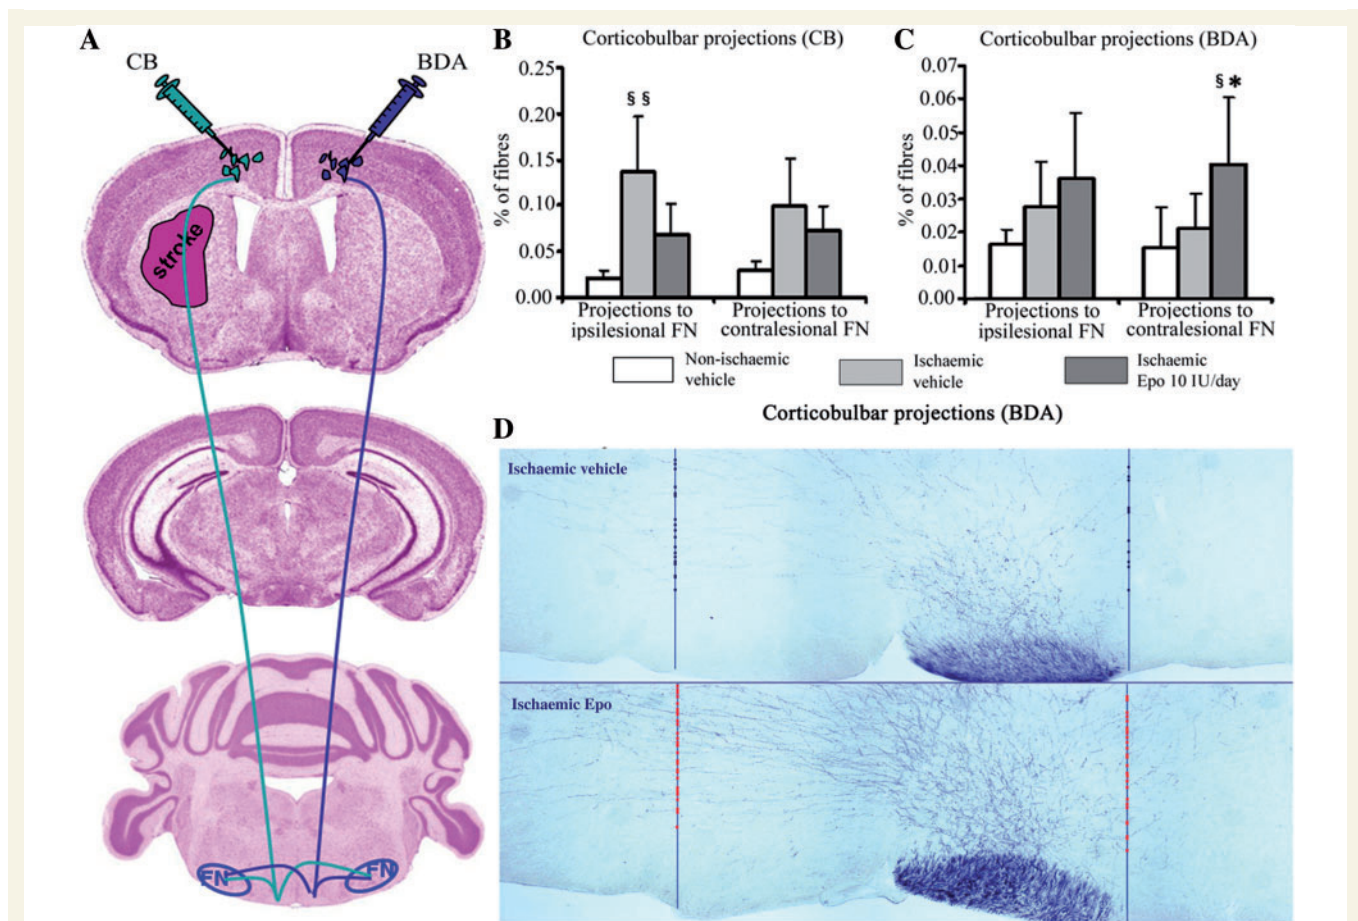 A
CB
BDA
stroke
FN
FN
B
Corticobulbar projections (CB)
% of fibres
0.25
0.20
0.15
0.10
0.05
0.00
§ §
Projections to
ipsilesional FN
Projections to
contralesional FN
C
Corticobulbar projections (BDA)
% of fibres
0.07
0.06
0.05
0.04
0.03
0.02
0.01
0.00
§ *
Projections to
ipsilesional FN
Projections to
contralesional FN
Non-ischaemic
vehicle
Ischaemic
vehicle
Ischaemic
Epo 10 IU/day
D
Corticobulbar projections (BDA)
Ischaemic vehicle
Ischaemic Epo